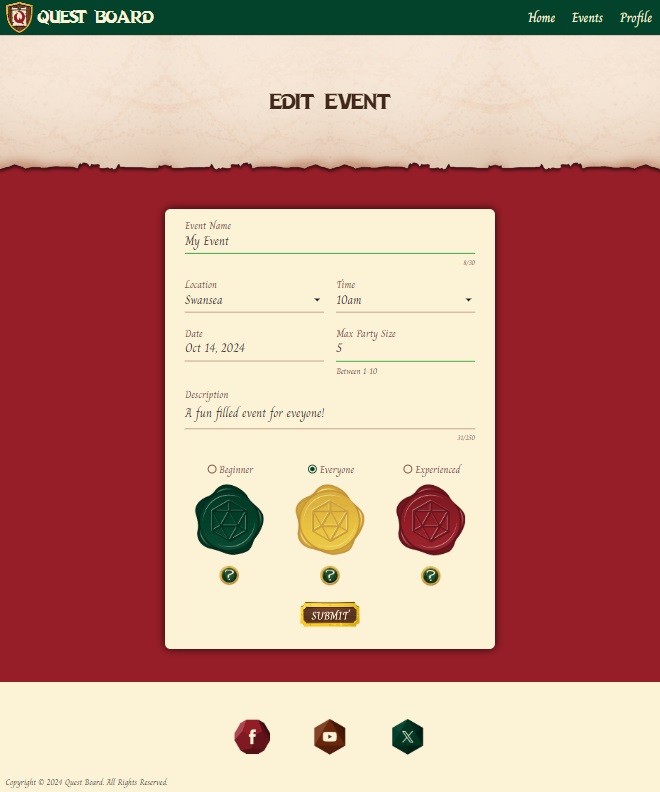 QUEST BOARD
Home Events Profile
EDIT EVENT
Event Name
My Event
8/30
Location Time
Swansea 10am
Date Max Party Size
Oct 14, 2024 5
Between 1-10
Description
A fun filled event for eveyone!
31/250
Beginner Everyone Experienced
? ? ?
SUBMIT
f X
Copyright © 2024 Quest Board. All Rights Reserved.